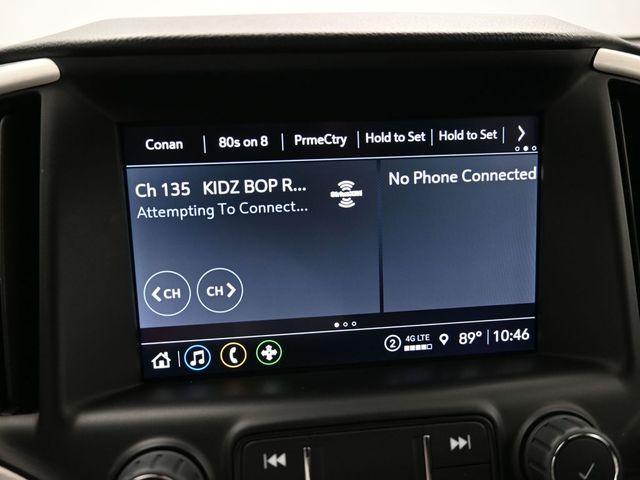 Conan 80s on 8 PrmeCtry Hold to Set Hold to Set
Ch 135 KIDZ BOP R...
Attempting To Connect...
SiriusXM
No Phone Connected
CH CH
2 4G LTE 89° 10:46